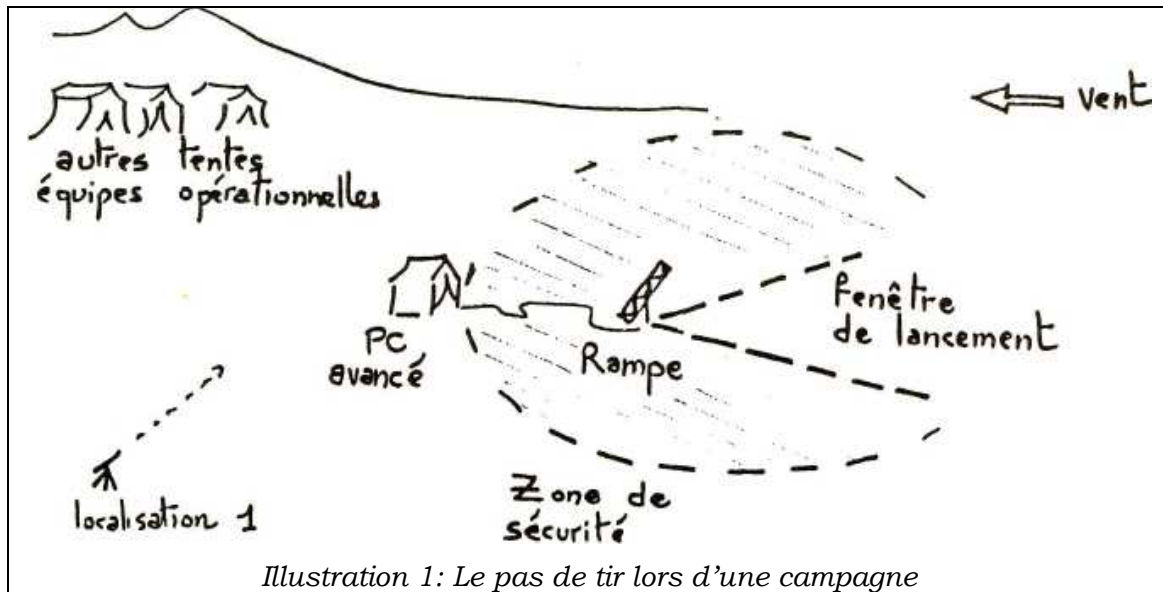 vent
autres tentes
équipes opérationnelles
fenêtre
de lancement
PC
avancé
Rampe
Zone de
sécurité
localisation 1
Illustration 1: Le pas de tir lors d’une campagne